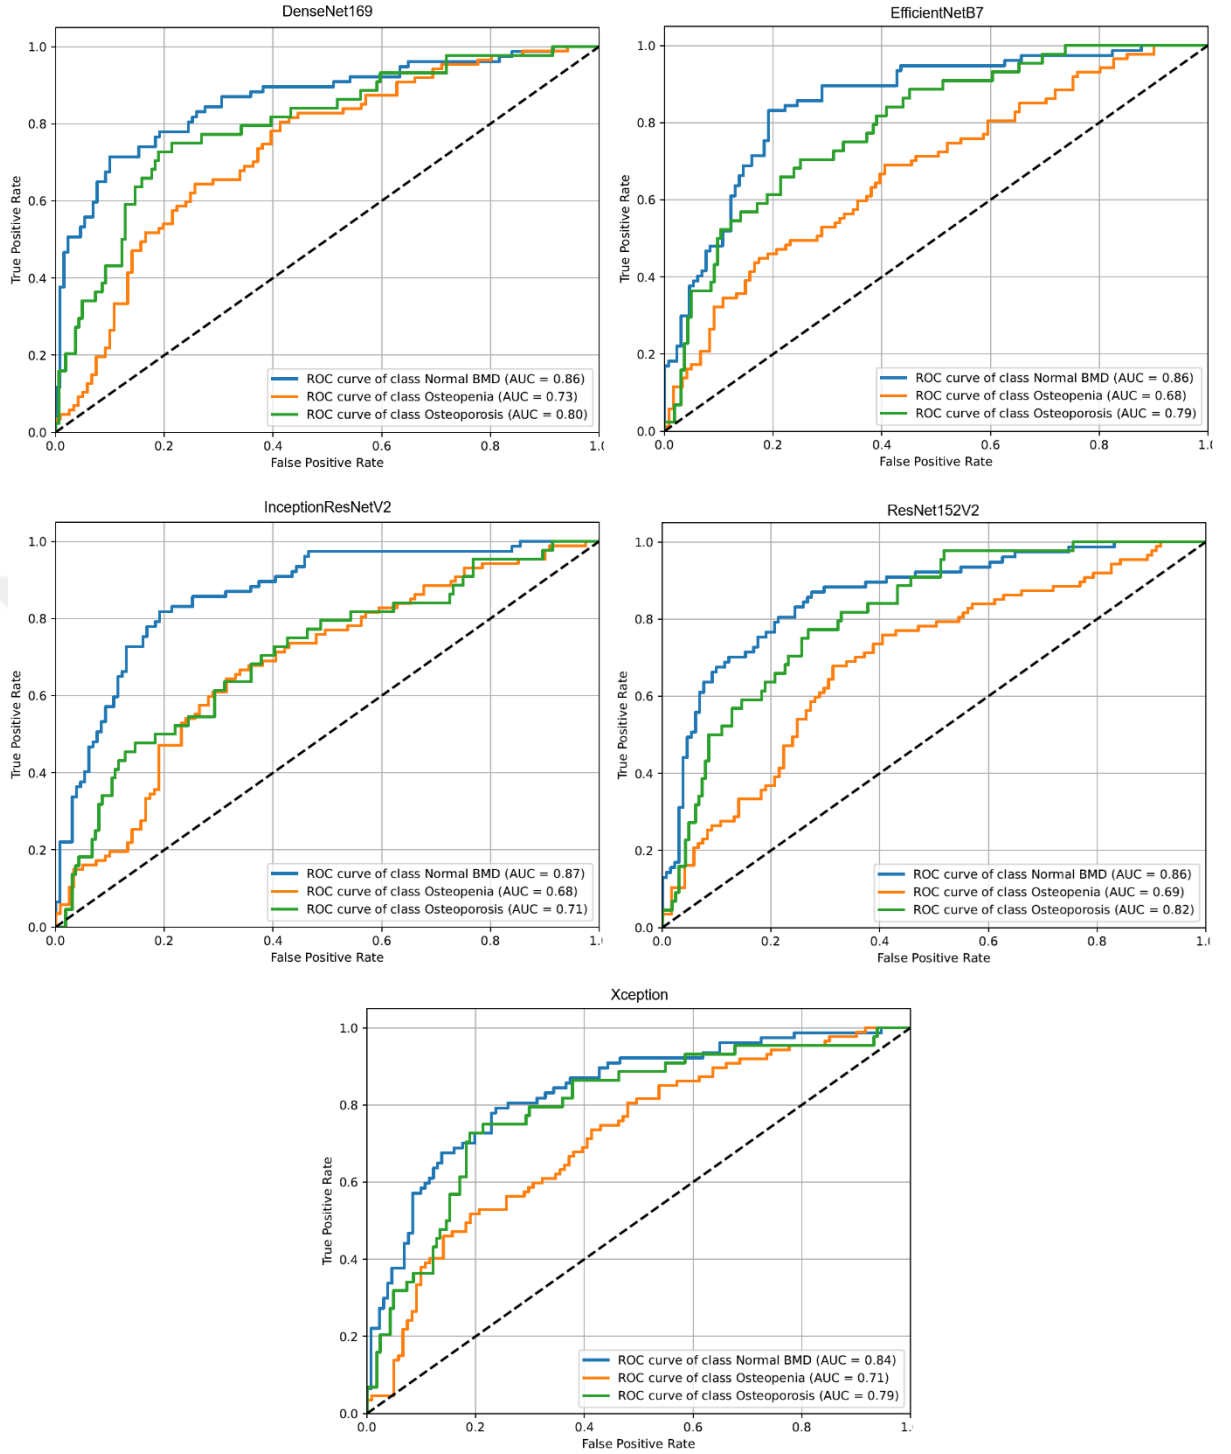 DenseNet169
1.0
0.8
0.6
0.4
0.2
0.0
True Positive Rate
ROC curve of class Normal BMD (AUC = 0.86)
ROC curve of class Osteopenia (AUC = 0.73)
ROC curve of class Osteoporosis (AUC = 0.80)
0.0 0.2 0.4 0.6 0.8 1.0
False Positive Rate
EfficientNetB7
1.0
0.8
0.6
0.4
0.2
0.0
True Positive Rate
ROC curve of class Normal BMD (AUC = 0.86)
ROC curve of class Osteopenia (AUC = 0.68)
ROC curve of class Osteoporosis (AUC = 0.79)
0.0 0.2 0.4 0.6 0.8 1.0
False Positive Rate
InceptionResNetV2
1.0
0.8
0.6
0.4
0.2
0.0
True Positive Rate
ROC curve of class Normal BMD (AUC = 0.87)
ROC curve of class Osteopenia (AUC = 0.68)
ROC curve of class Osteoporosis (AUC = 0.71)
0.0 0.2 0.4 0.6 0.8 1.0
False Positive Rate
ResNet152V2
1.0
0.8
0.6
0.4
0.2
0.0
True Positive Rate
ROC curve of class Normal BMD (AUC = 0.86)
ROC curve of class Osteopenia (AUC = 0.69)
ROC curve of class Osteoporosis (AUC = 0.82)
0.0 0.2 0.4 0.6 0.8 1.0
False Positive Rate
Xception
1.0
0.8
0.6
0.4
0.2
0.0
True Positive Rate
ROC curve of class Normal BMD (AUC = 0.84)
ROC curve of class Osteopenia (AUC = 0.71)
ROC curve of class Osteoporosis (AUC = 0.79)
0.0 0.2 0.4 0.6 0.8 1.0
False Positive Rate